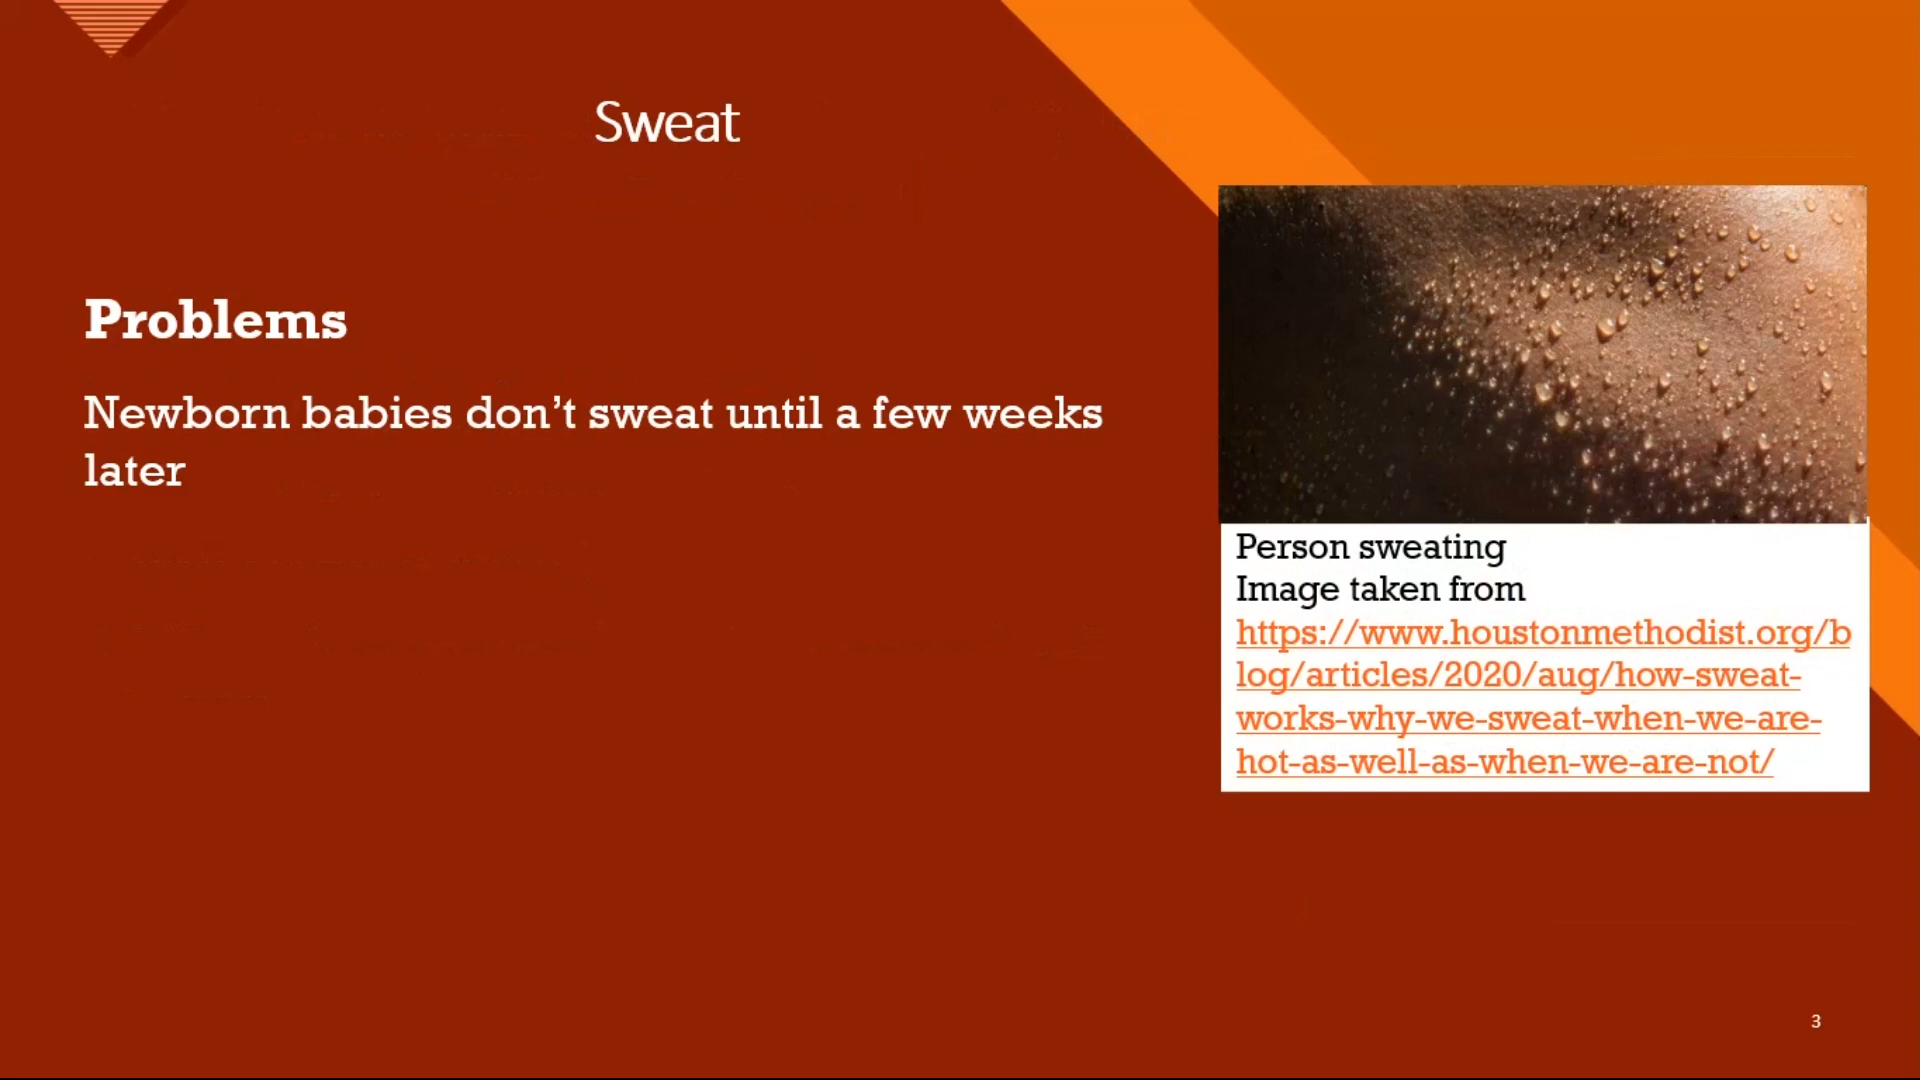 Sweat
Problems
Newborn babies don’t sweat until a few weeks
later
Person sweating
Image taken from
https://www.houstonmethodist.org/b
log/articles/2020/aug/how-sweat-
works-why-we-sweat-when-we-are-
hot-as-well-as-when-we-are-not/
3